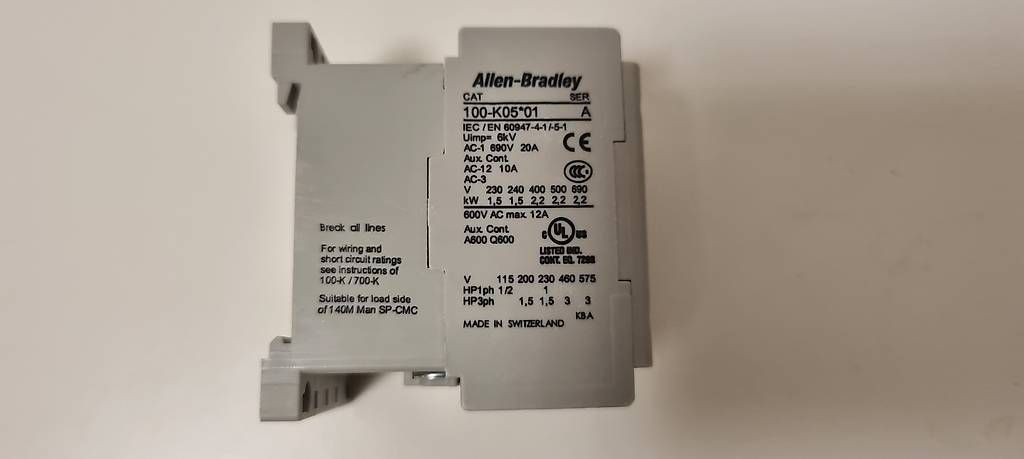 Allen-Bradley
CAT SER
100-K05*01 A
IEC / EN 60947-4-1/-5-1
Uimp= 6kV
AC-1 690V 20A
CE
Aux. Cont.
AC-12 10A
AC-3
CCC
V 230 240 400 500 690
kW 1,5 1,5 2,2 2,2 2,2
600V AC max. 12A
Aux. Cont.
A600 Q600
C UL US
LISTED IND.
CONT. EQ. 7299
V 115 200 230 460 575
HP1ph 1/2 1
HP3ph 1,5 1,5 3 3
KBA
MADE IN SWITZERLAND
Break all lines
For wiring and
short circuit ratings
see instructions of
100-K / 700-K
Suitable for load side
of 140M Man SP-CMC